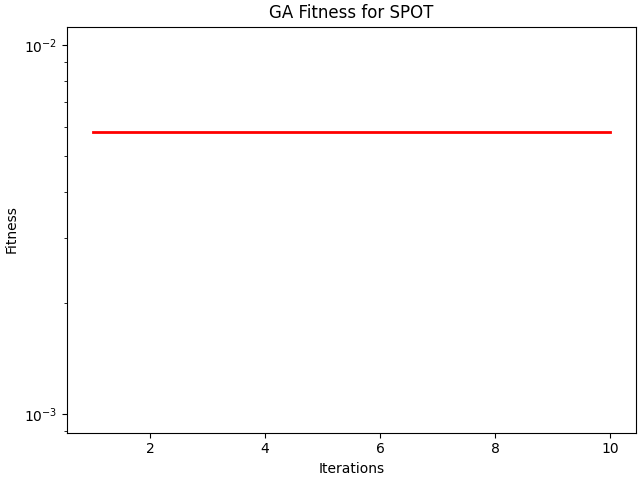 GA Fitness for SPOT
10⁻²
Fitness
10⁻³
2 4 6 8 10
Iterations